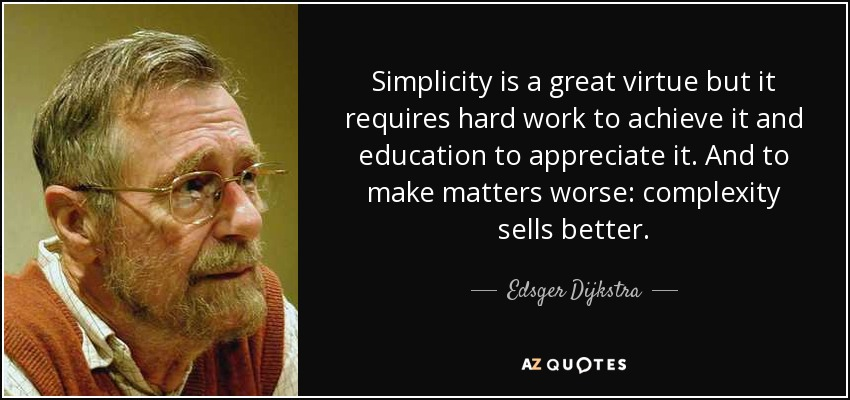 Simplicity is a great virtue but it
requires hard work to achieve it and
education to appreciate it. And to
make matters worse: complexity
sells better.
Edsger Dijkstra
AZ QUOTES